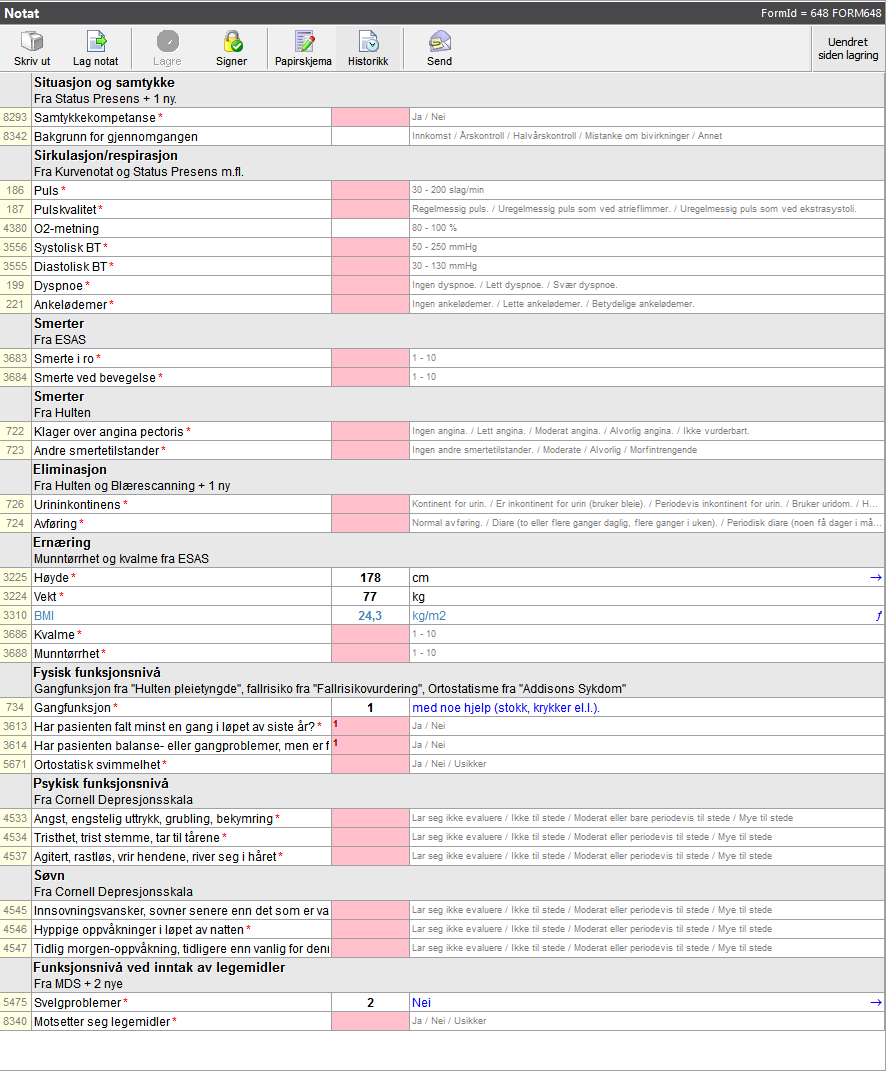 Notat FormId = 648 FORM648
Skriv ut Lag notat Lagre Signer Papirskjema Historikk Send Uendret siden lagring
Situasjon og samtykke
Fra Status Presens + 1 ny.
8293 Samtykkekompetanse * Ja / Nei
8342 Bakgrunn for gjennomgangen Innkomst / Årskontroll / Halvårskontroll / Mistanke om bivirkninger / Annet
Sirkulasjon/respirasjon
Fra Kurvenotat og Status Presens m.fl.
186 Puls * 30 - 200 slag/min
187 Pulskvalitet * Regelmessig puls. / Uregelmessig puls som ved atrieflimmer. / Uregelmessig puls som ved ekstrasystoli.
4380 O2-metning 80 - 100 %
3556 Systolisk BT * 50 - 250 mmHg
3555 Diastolisk BT * 30 - 130 mmHg
199 Dyspnoe * Ingen dyspnoe. / Lett dyspnoe. / Svær dyspnoe.
221 Ankelødemer * Ingen ankelødemer. / Lette ankelødemer. / Betydelige ankelødemer.
Smerter
Fra ESAS
3683 Smerte i ro * 1 - 10
3684 Smerte ved bevegelse * 1 - 10
Smerter
Fra Hulten
722 Klager over angina pectoris * Ingen angina. / Lett angina. / Moderat angina. / Alvorlig angina. / Ikke vurderbart.
723 Andre smertetilstander * Ingen andre smertetilstander. / Moderate / Alvorlig / Morfintrengende
Eliminasjon
Fra Hulten og Blærescanning + 1 ny
726 Urininkontinens * Kontinent for urin. / Er inkontinent for urin (bruker bleie). / Periodevis inkontinent for urin. / Bruker uridom. / H...
724 Avføring * Normal avføring. / Diare (to eller flere ganger daglig, flere ganger i uken). / Periodisk diare (noen få dager i må...
Ernæring
Munntørrhet og kvalme fra ESAS
3225 Høyde * 178 cm →
3224 Vekt * 77 kg
3310 BMI 24,3 kg/m2 ƒ
3686 Kvalme * 1 - 10
3688 Munntørrhet * 1 - 10
Fysisk funksjonsnivå
Gangfunksjon fra "Hulten pleietyngde", fallrisiko fra "Fallrisikovurdering", Ortostatisme fra "Addisons Sykdom"
734 Gangfunksjon * 1 med noe hjelp (stokk, krykker el.l.).
3613 Har pasienten falt minst en gang i løpet av siste år? * 1 Ja / Nei
3614 Har pasienten balanse- eller gangproblemer, men er f 1 Ja / Nei
5671 Ortostatisk svimmelhet * Ja / Nei / Usikker
Psykisk funksjonsnivå
Fra Cornell Depresjonsskala
4533 Angst, engstelig uttrykk, grubling, bekymring * Lar seg ikke evaluere / Ikke til stede / Moderat eller bare periodevis til stede / Mye til stede
4534 Tristhet, trist stemme, tar til tårene * Lar seg ikke evaluere / Ikke til stede / Moderat eller periodevis til stede / Mye til stede
4537 Agitert, rastløs, vrir hendene, river seg i håret * Lar seg ikke evaluere / Ikke til stede / Moderat eller periodevis til stede / Mye til stede
Søvn
Fra Cornell Depresjonsskala
4545 Innsovningsvansker, sovner senere enn det som er va Lar seg ikke evaluere / Ikke til stede / Moderat eller periodevis til stede / Mye til stede
4546 Hyppige oppvåkninger i løpet av natten * Lar seg ikke evaluere / Ikke til stede / Moderat eller periodevis til stede / Mye til stede
4547 Tidlig morgen-oppvåkning, tidligere enn vanlig for denn Lar seg ikke evaluere / Ikke til stede / Moderat eller periodevis til stede / Mye til stede
Funksjonsnivå ved inntak av legemidler
Fra MDS + 2 nye
5475 Svelgproblemer * 2 Nei →
8340 Motsetter seg legemidler * Ja / Nei / Usikker